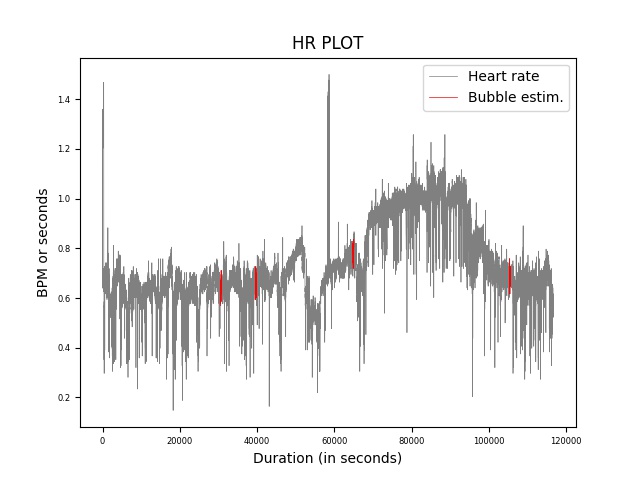 HR PLOT
Heart rate
Bubble estim.
1.4
1.2
1.0
0.8
0.6
0.4
0.2
BPM or seconds
0
20000
40000
60000
80000
100000
120000
Duration (in seconds)